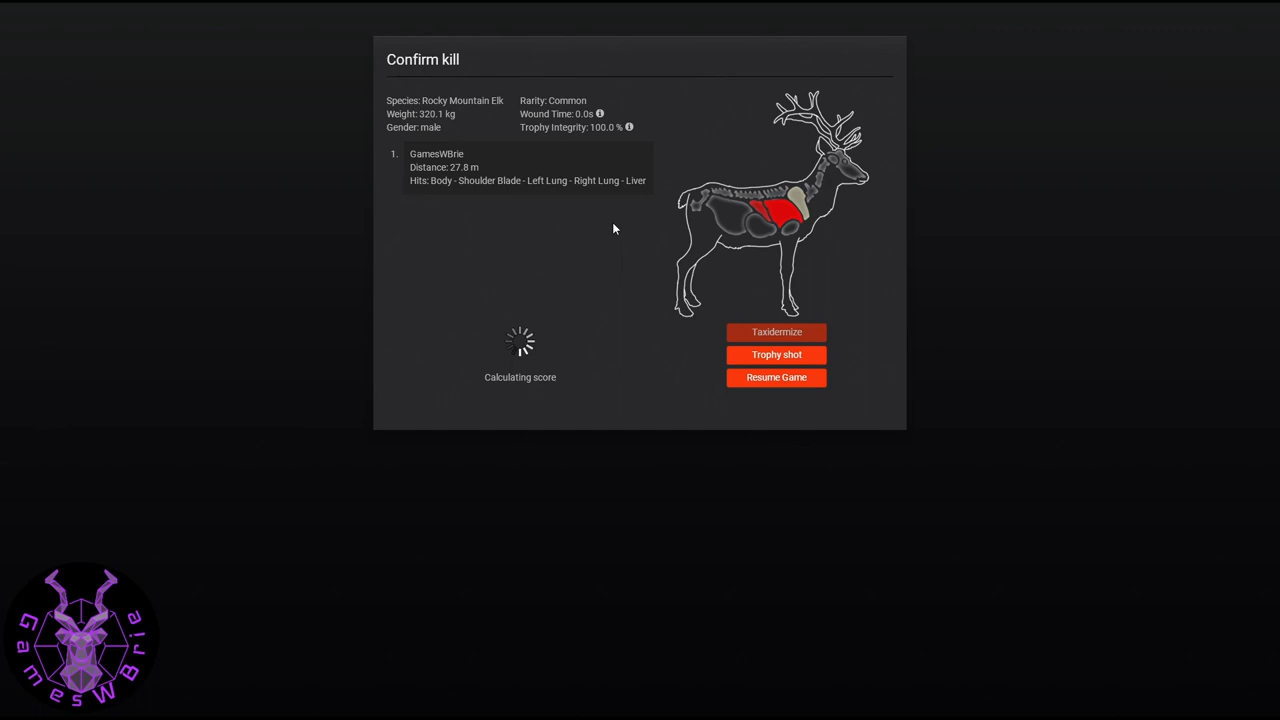 Confirm kill
Species: Rocky Mountain Elk
Weight: 320.1 kg
Gender: male
Rarity: Common
Wound Time: 0.0s
Trophy Integrity: 100.0 %
1.
GamesWBrie
Distance: 27.8 m
Hits: Body - Shoulder Blade - Left Lung - Right Lung - Liver
Calculating score
Taxidermize
Trophy shot
Resume Game
GamesWBrie